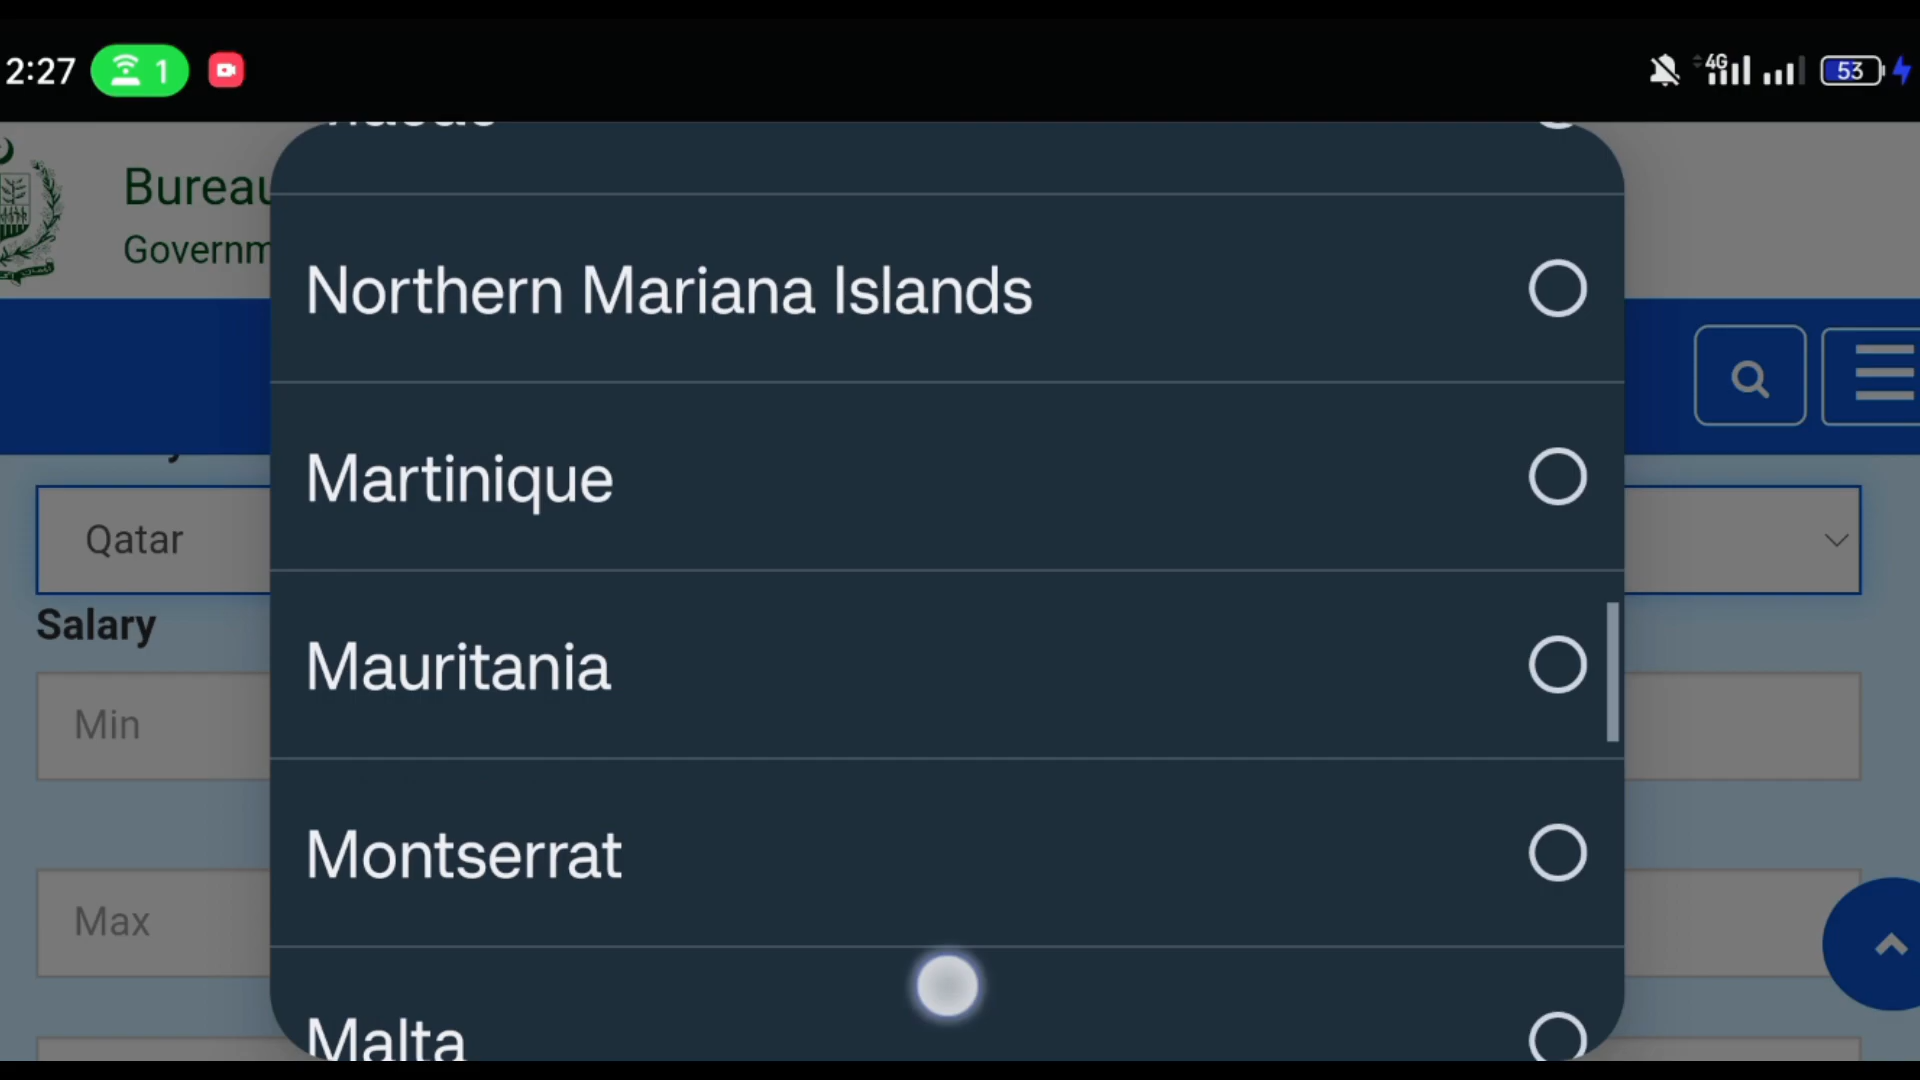 2:27
1
4G
53
Bureau
Governm
Northern Mariana Islands
Martinique
Qatar
Salary
Mauritania
Min
Montserrat
Max
Malta